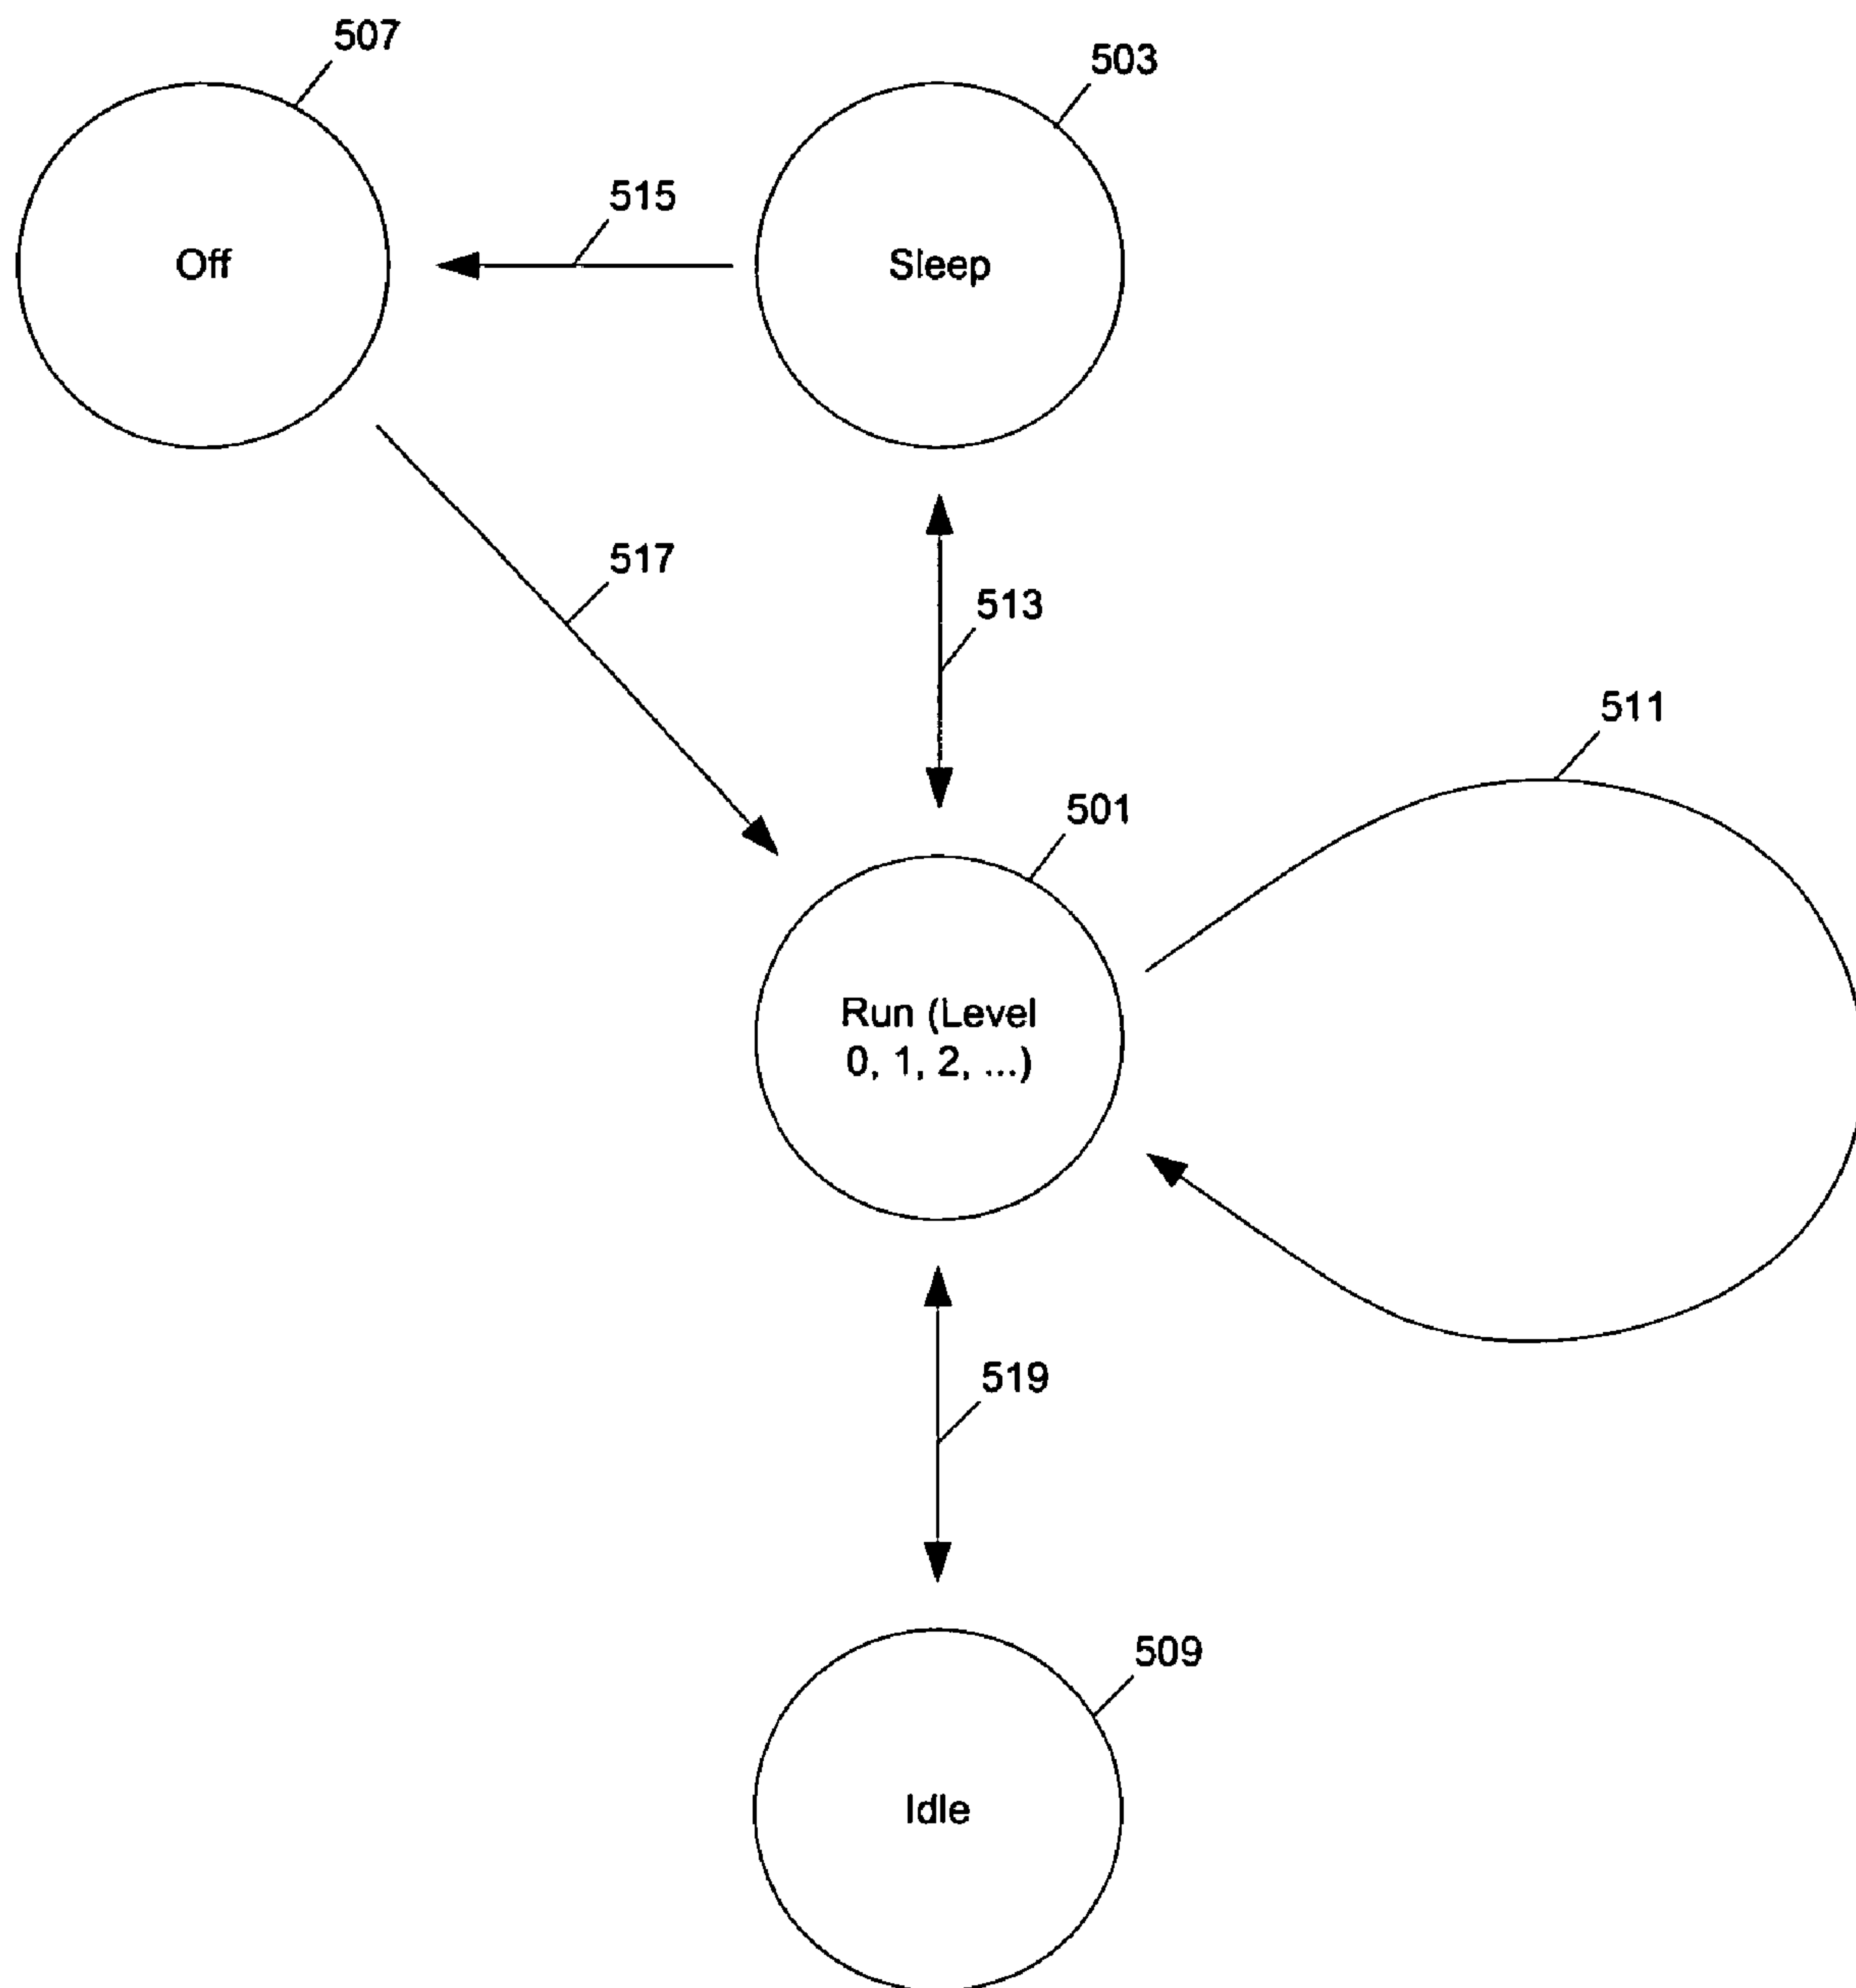 507
503
515
Off
Sleep
517
513
511
501
Run (Level
0, 1, 2, ...)
519
509
Idle